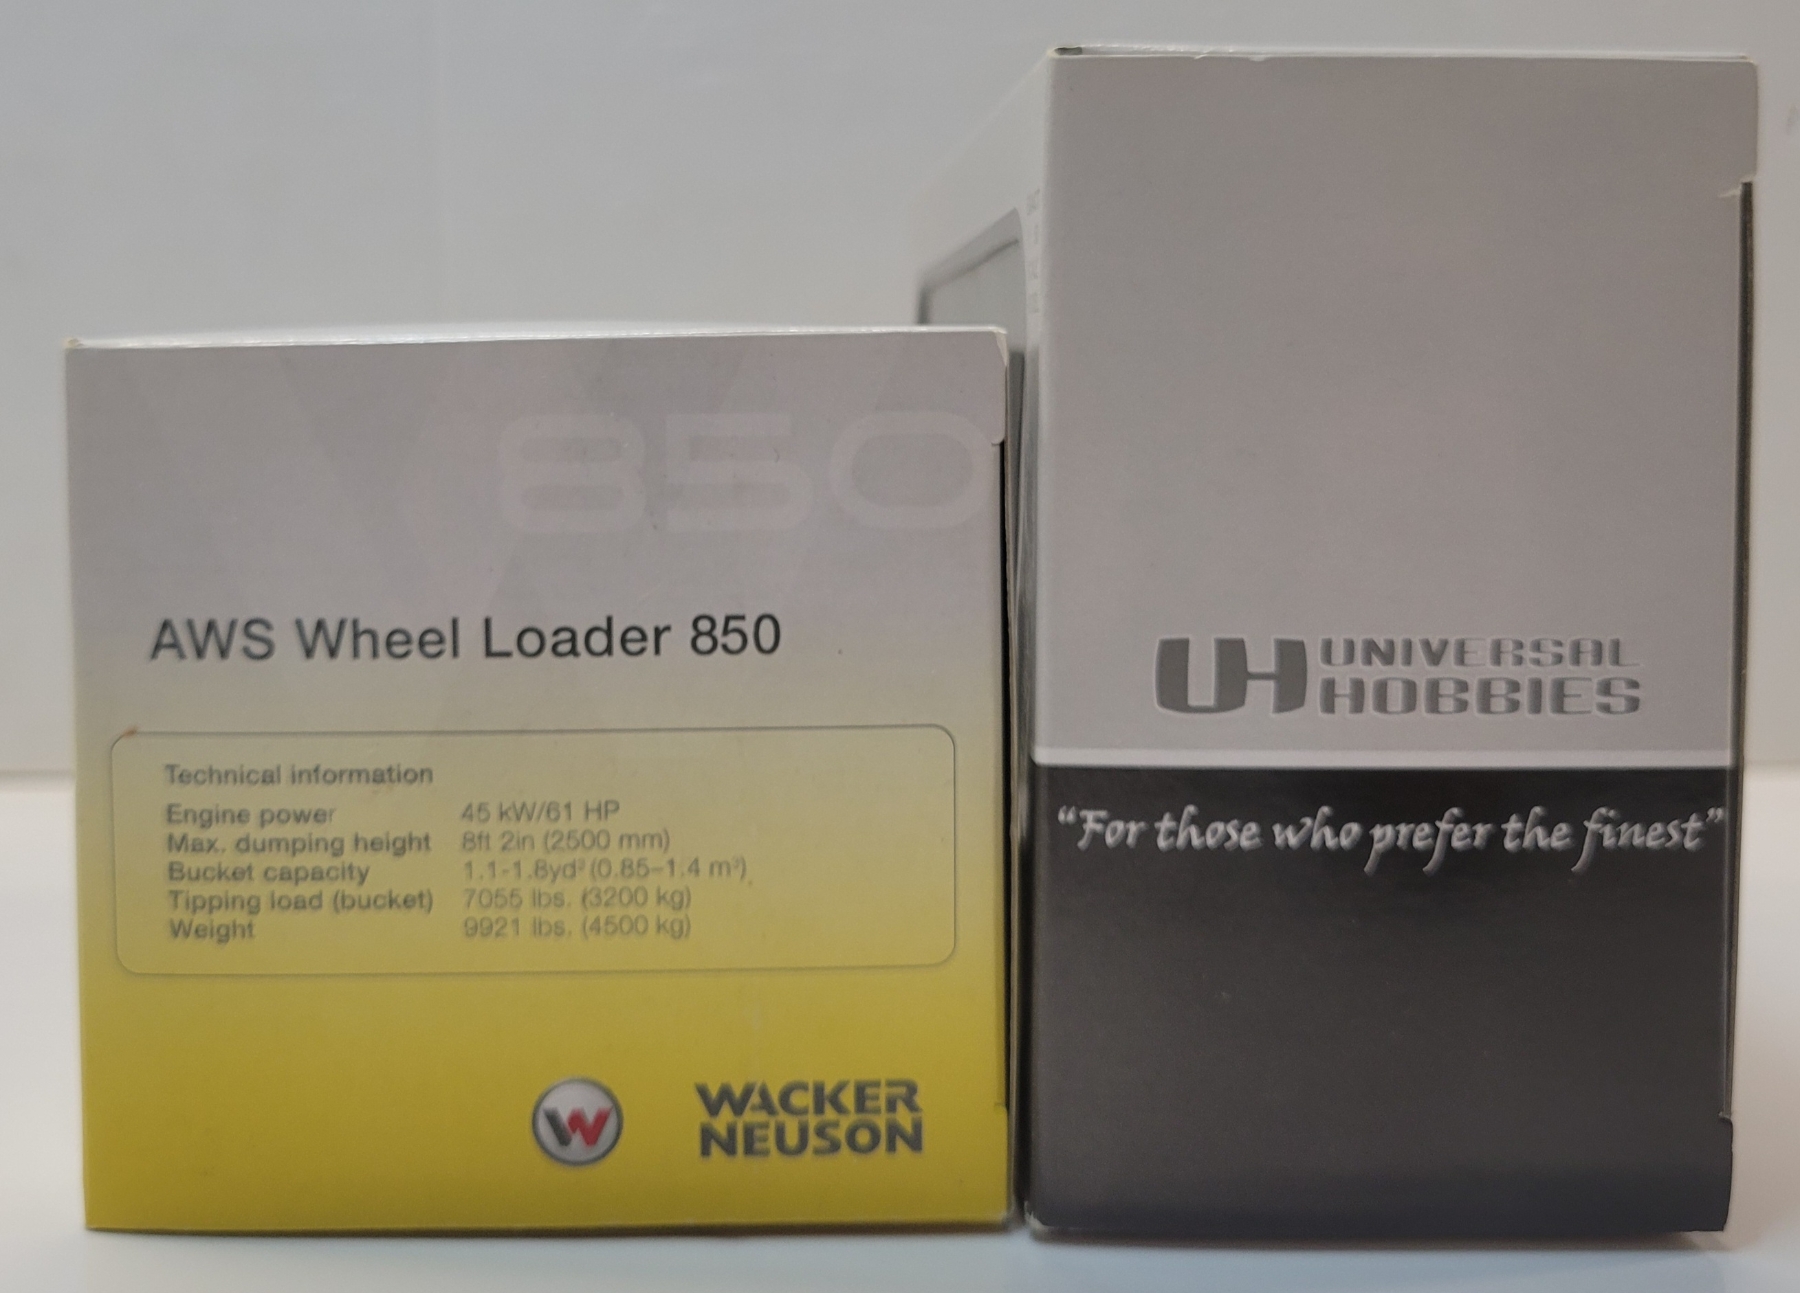 850
AWS Wheel Loader 850
Technical information
Engine power 45 kW/61 HP
Max. dumping height 8ft 2in (2500 mm)
Bucket capacity 1.1-1.8yd³ (0.85–1.4 m³)
Tipping load (bucket) 7055 lbs. (3200 kg)
Weight 9921 lbs. (4500 kg)
W
WACKER
NEUSON
UH UNIVERSAL
HOBBIES
“For those who prefer the finest”